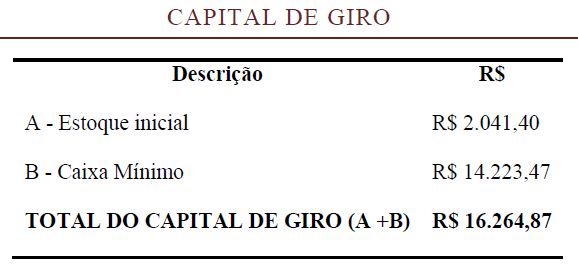 CAPITAL DE GIRO
Descrição R$
A - Estoque inicial R$ 2.041,40
B - Caixa Mínimo R$ 14.223,47
TOTAL DO CAPITAL DE GIRO (A +B) R$ 16.264,87